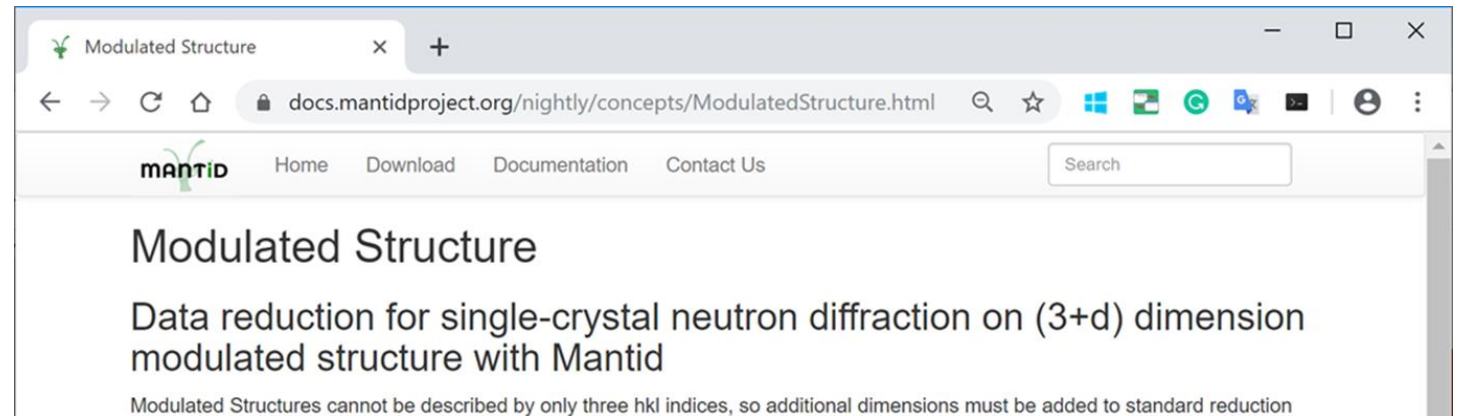 Modulated Structure
docs.mantidproject.org/nightly/concepts/ModulatedStructure.html
mantid Home Download Documentation Contact Us Search
Modulated Structure
Data reduction for single-crystal neutron diffraction on (3+d) dimension
modulated structure with Mantid
Modulated Structures cannot be described by only three hkl indices, so additional dimensions must be added to standard reduction